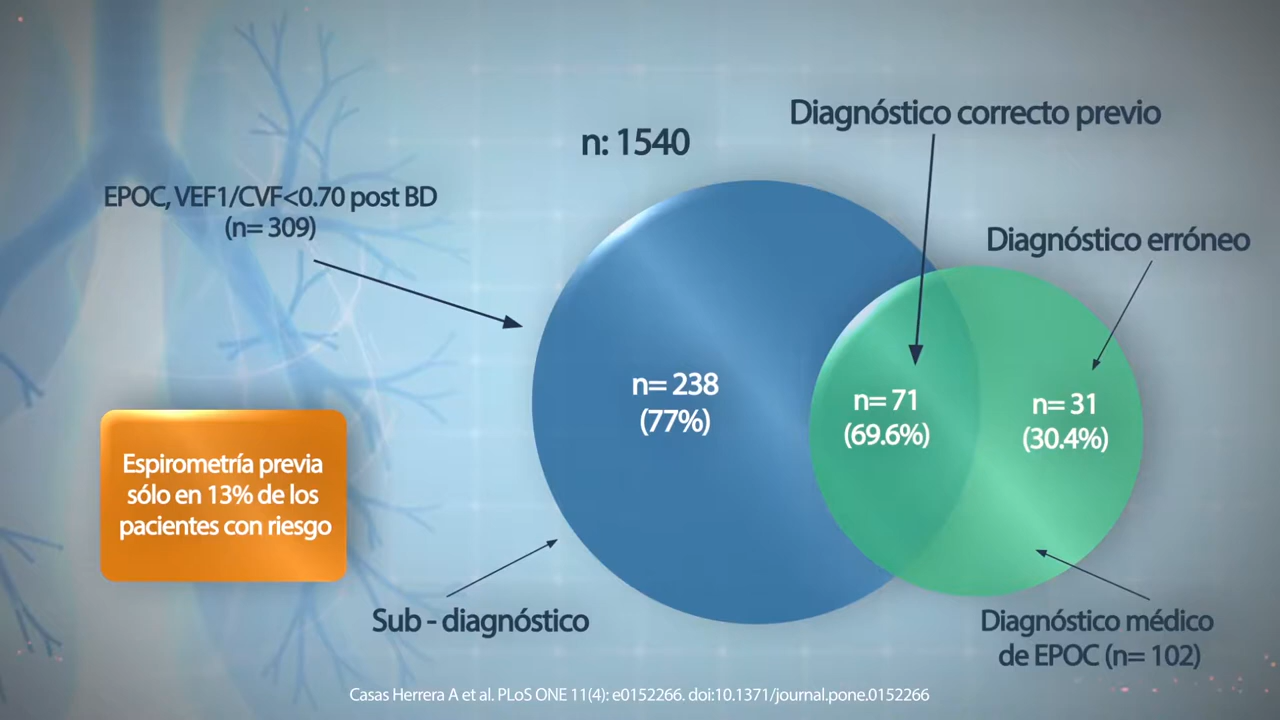 Diagnóstico correcto previo
n: 1540
EPOC, VEF1/CVF<0.70 post BD
(n= 309)
Diagnóstico erróneo
n= 238
(77%)
n= 71
(69.6%)
n= 31
(30.4%)
Espirometría previa
sólo en 13% de los
pacientes con riesgo
Sub - diagnóstico
Diagnóstico médico
de EPOC (n= 102)
Casas Herrera A et al. PLoS ONE 11(4): e0152266. doi:10.1371/journal.pone.0152266